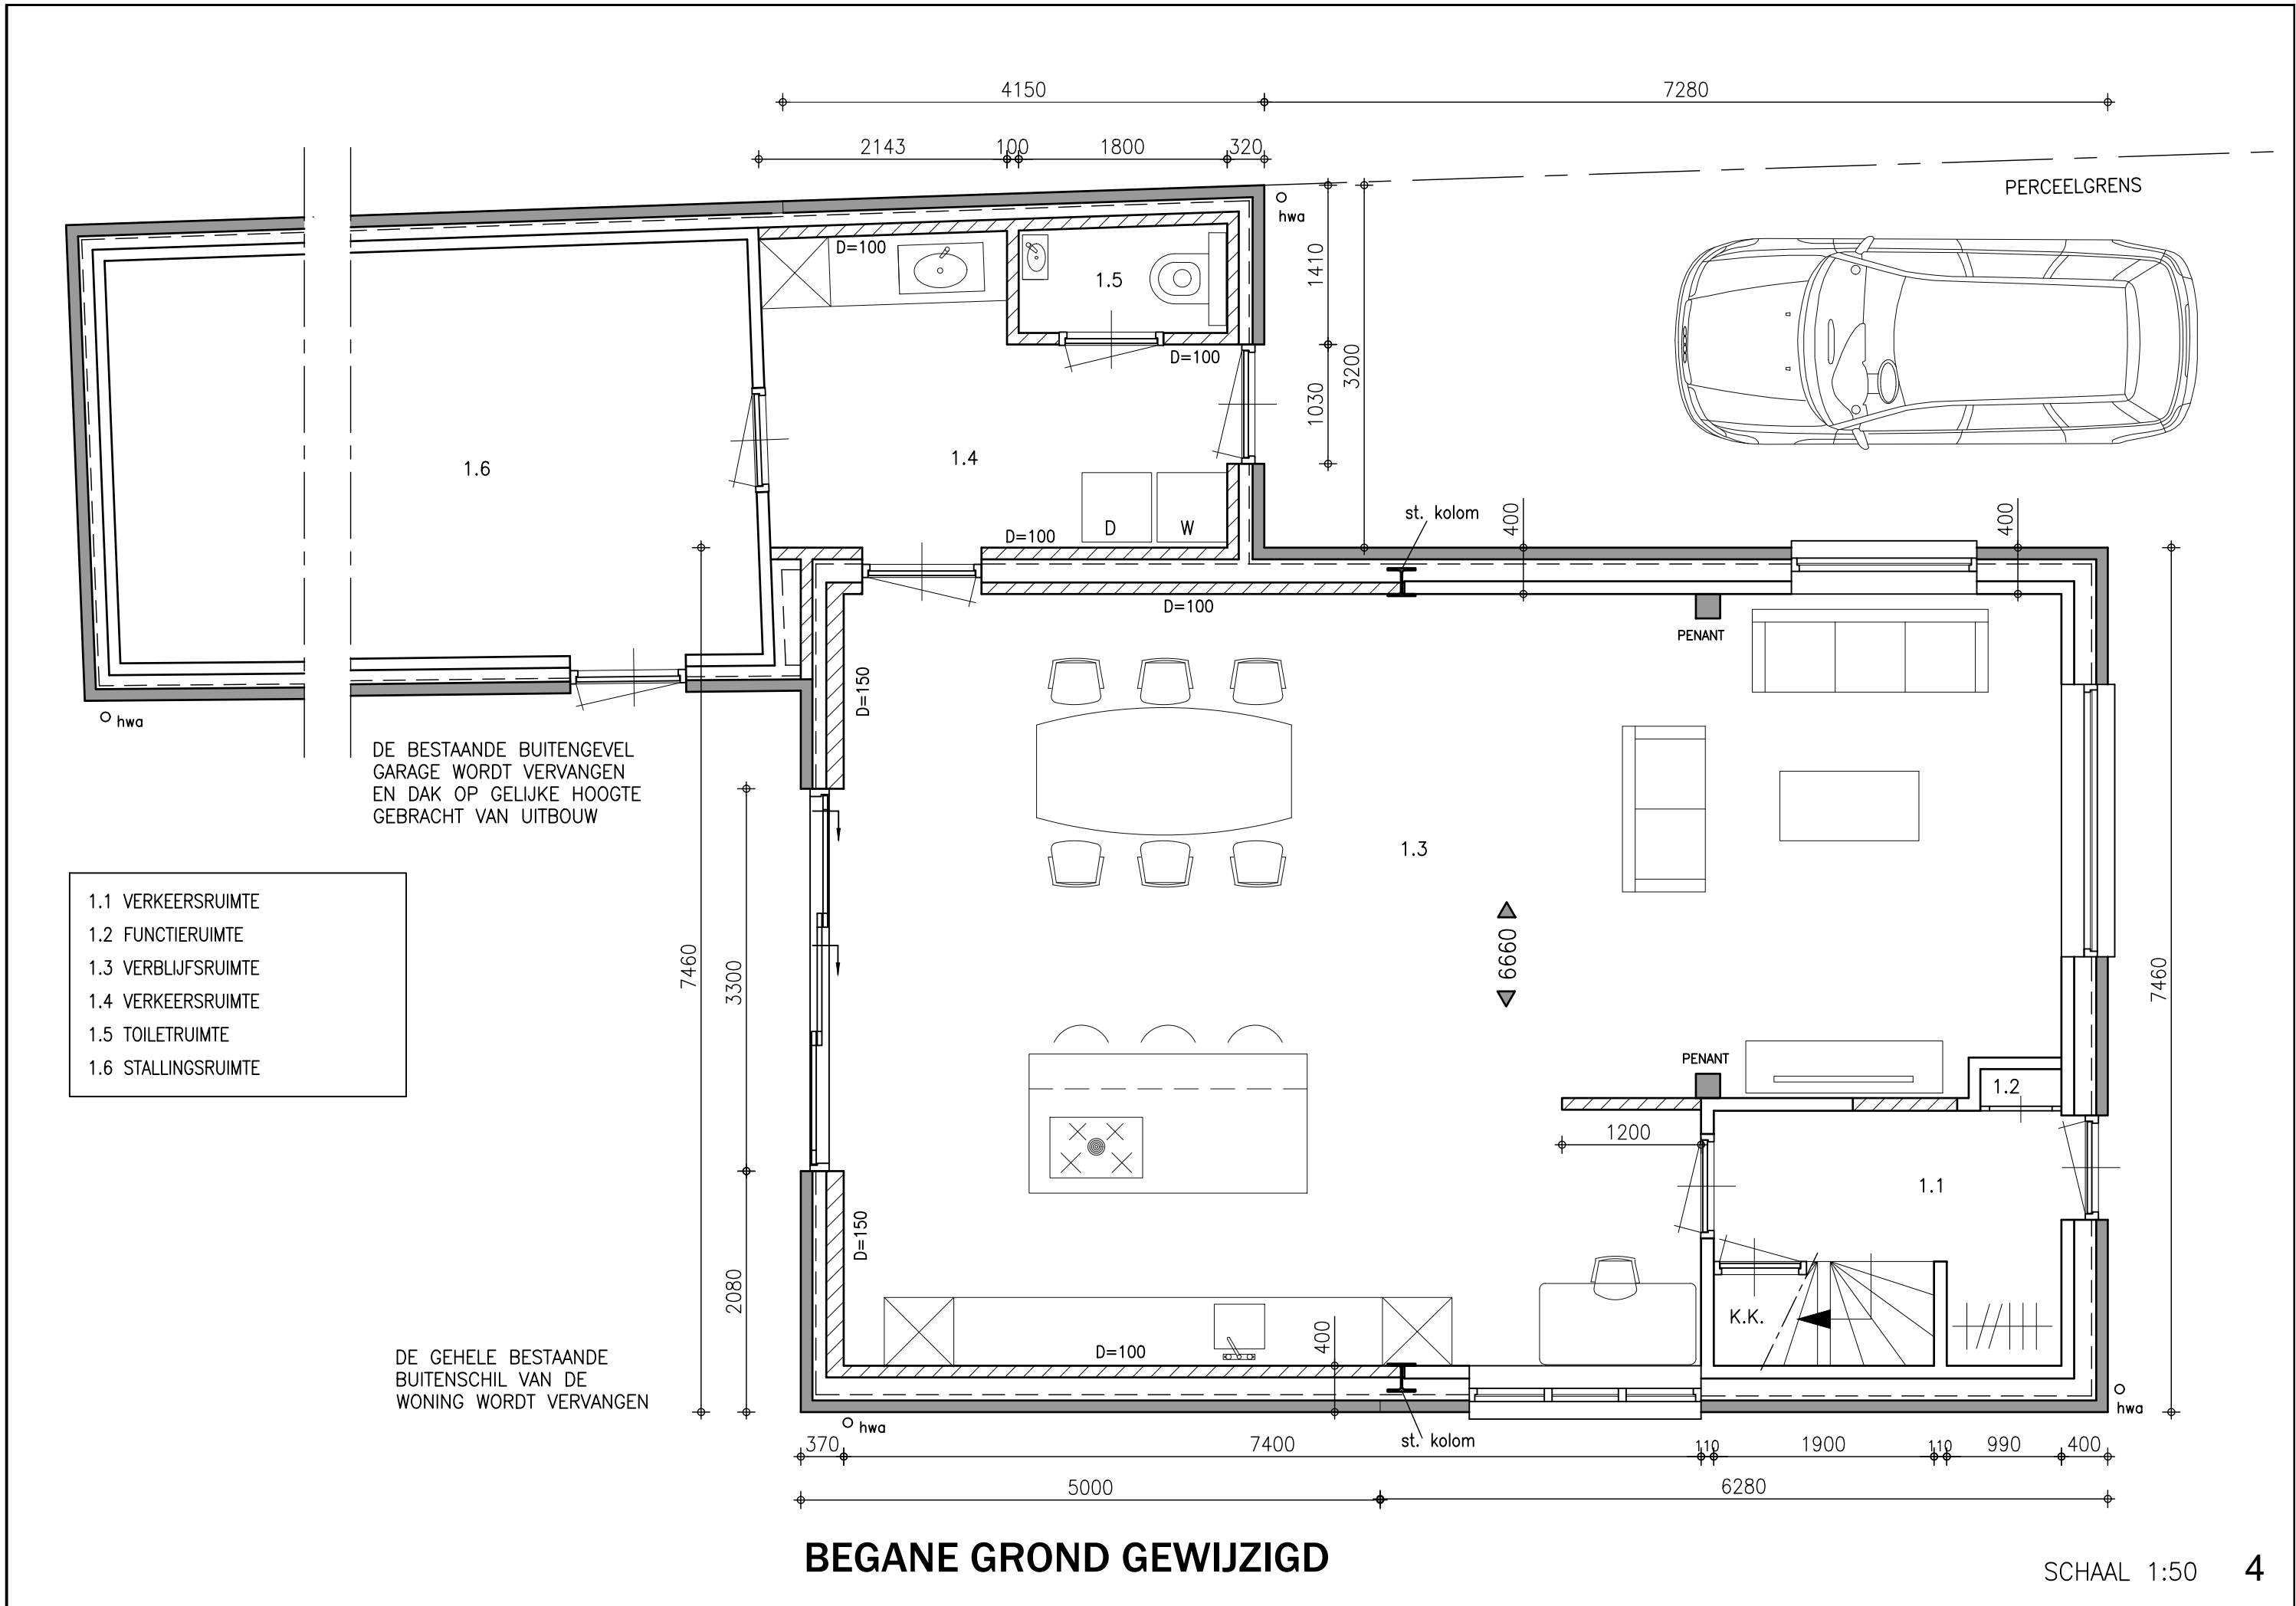 4150
7280
2143
100
1800
320
PERCEELGRENS
hwa
D=100
1.5
1410
3200
D=100
1030
1.6
1.4
D
W
D=100
st. kolom
400
400
D=100
PENANT
D=150
hwa
DE BESTAANDE BUITENGEVEL
GARAGE WORDT VERVANGEN
EN DAK OP GELIJKE HOOGTE
GEBRACHT VAN UITBOUW
1.3
1.1 VERKEERSRUIMTE
1.2 FUNCTIERUIMTE
1.3 VERBLIJFSRUIMTE
1.4 VERKEERSRUIMTE
1.5 TOILETRUIMTE
1.6 STALLINGSRUIMTE
7460
3300
6660
7460
PENANT
1.2
1200
1.1
D=150
2080
K.K.
400
D=100
DE GEHELE BESTAANDE
BUITENSCHIL VAN DE
WONING WORDT VERVANGEN
hwa
st. kolom
hwa
370
7400
110
1900
110
990
400
5000
6280
BEGANE GROND GEWIJZIGD
SCHAAL 1:50
4